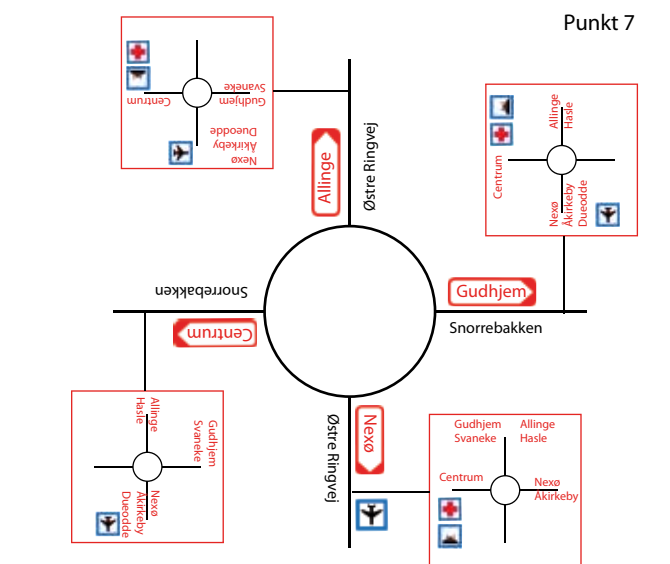 Punkt 7
Gudhjem
Svaneke
Centrum
Nexø
Åkirkeby
Dueodde
Allinge
Hasle
Centrum
Nexø
Åkirkeby
Dueodde
Allinge
Østre Ringvej
Snorrebakken
Gudhjem
Snorrebakken
Centrum
Allinge
Hasle
Gudhjem
Svaneke
Nexø
Åkirkeby
Dueodde
Østre Ringvej
Nexø
Gudhjem
Svaneke
Allinge
Hasle
Centrum
Nexø
Åkirkeby